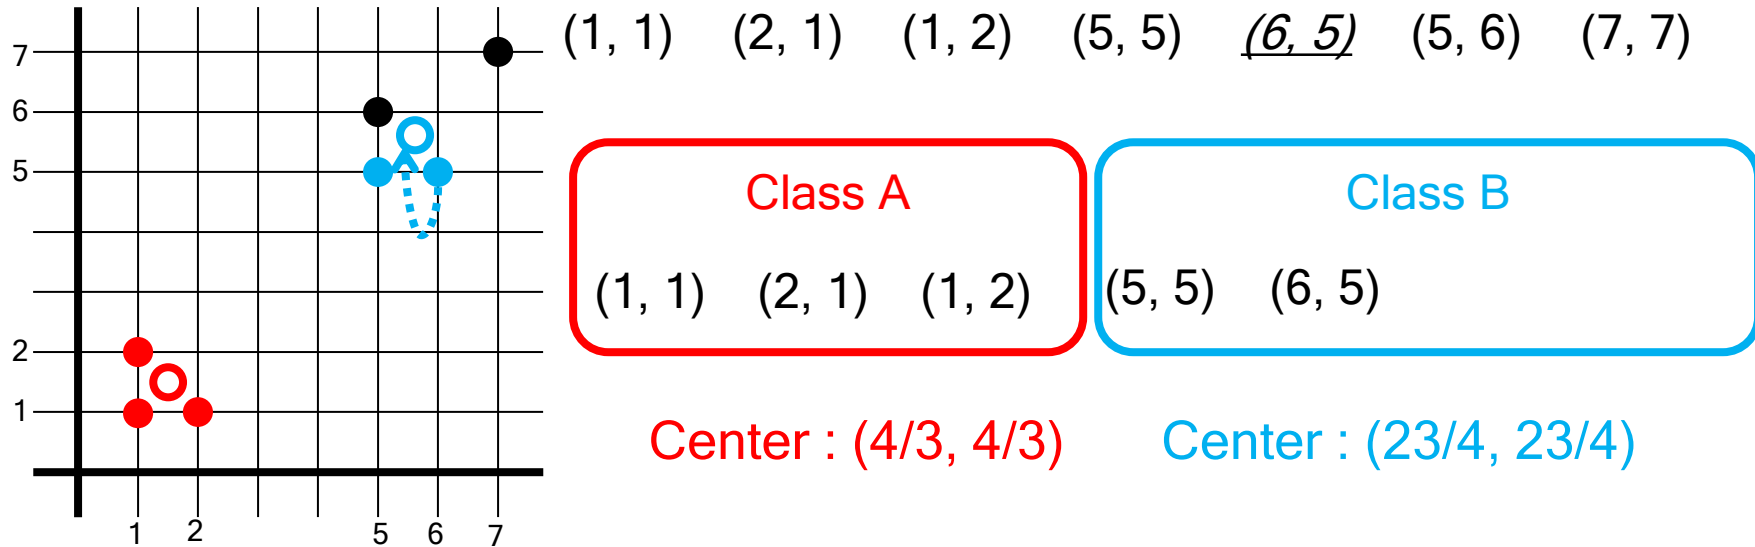 (1, 1) (2, 1) (1, 2) (5, 5) (6, 5) (5, 6) (7, 7)
7
6
5
2
1
1 2 5 6 7
Class A
(1, 1) (2, 1) (1, 2)
Center : (4/3, 4/3)
Class B
(5, 5) (6, 5)
Center : (23/4, 23/4)